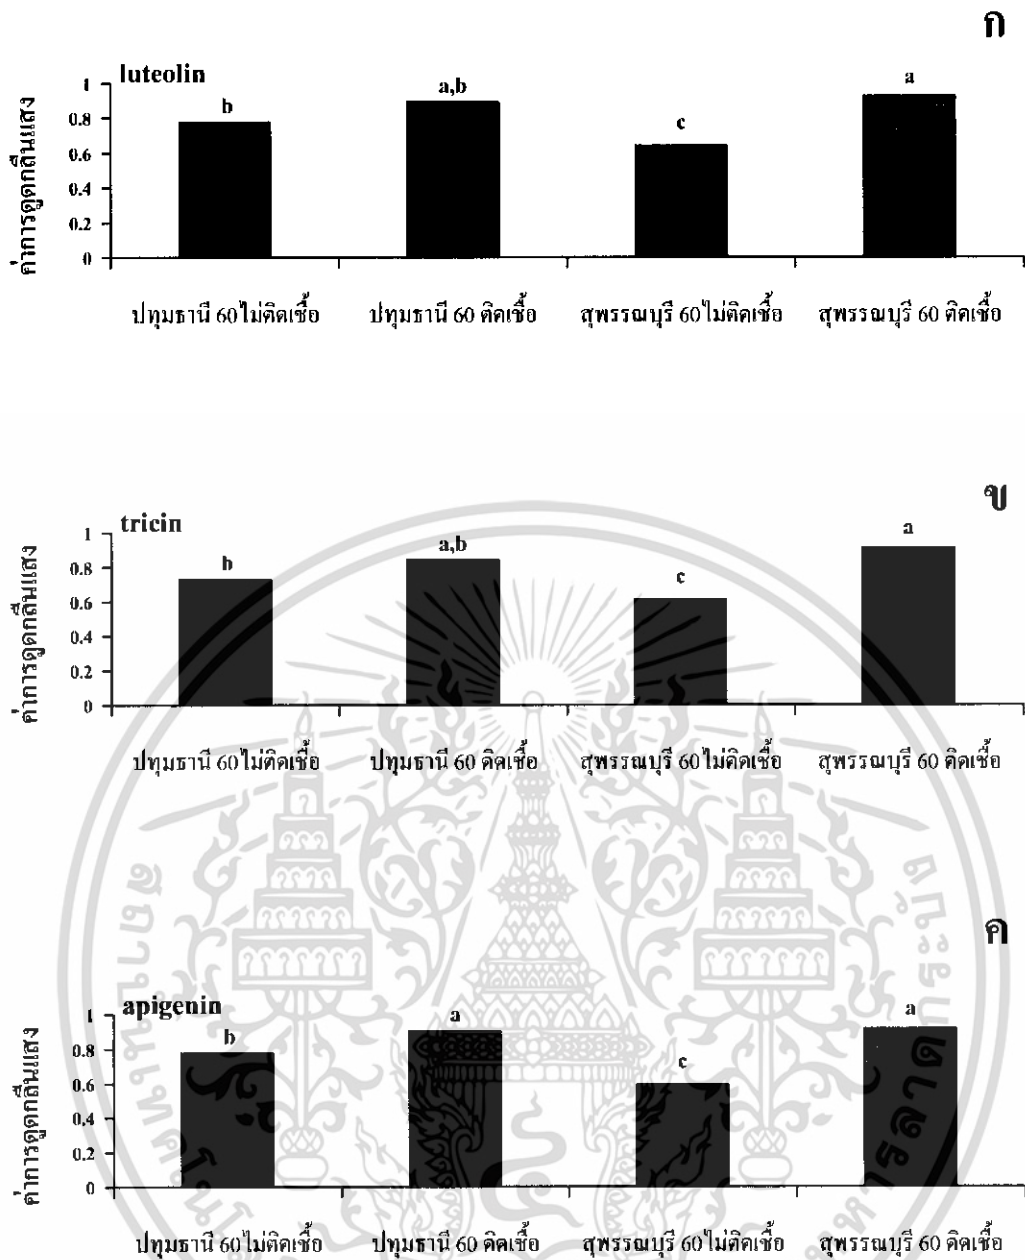 ก
luteolin
ค่าการดูดกลืนแสง
1
0.8
0.6
0.4
0.2
0
b
a,b
c
a
ปทุมธานี 60 ไม่ติดเชื้อ ปทุมธานี 60 ติดเชื้อ สุพรรณบุรี 60 ไม่ติดเชื้อ สุพรรณบุรี 60 ติดเชื้อ
ข
tricin
ค่าการดูดกลืนแสง
1
0.8
0.6
0.4
0.2
0
b
a,b
c
a
ปทุมธานี 60 ไม่ติดเชื้อ ปทุมธานี 60 ติดเชื้อ สุพรรณบุรี 60 ไม่ติดเชื้อ สุพรรณบุรี 60 ติดเชื้อ
ค
apigenin
ค่าการดูดกลืนแสง
1
0.8
0.6
0.4
0.2
0
b
a
c
a
ปทุมธานี 60 ไม่ติดเชื้อ ปทุมธานี 60 ติดเชื้อ สุพรรณบุรี 60 ไม่ติดเชื้อ สุพรรณบุรี 60 ติดเชื้อ